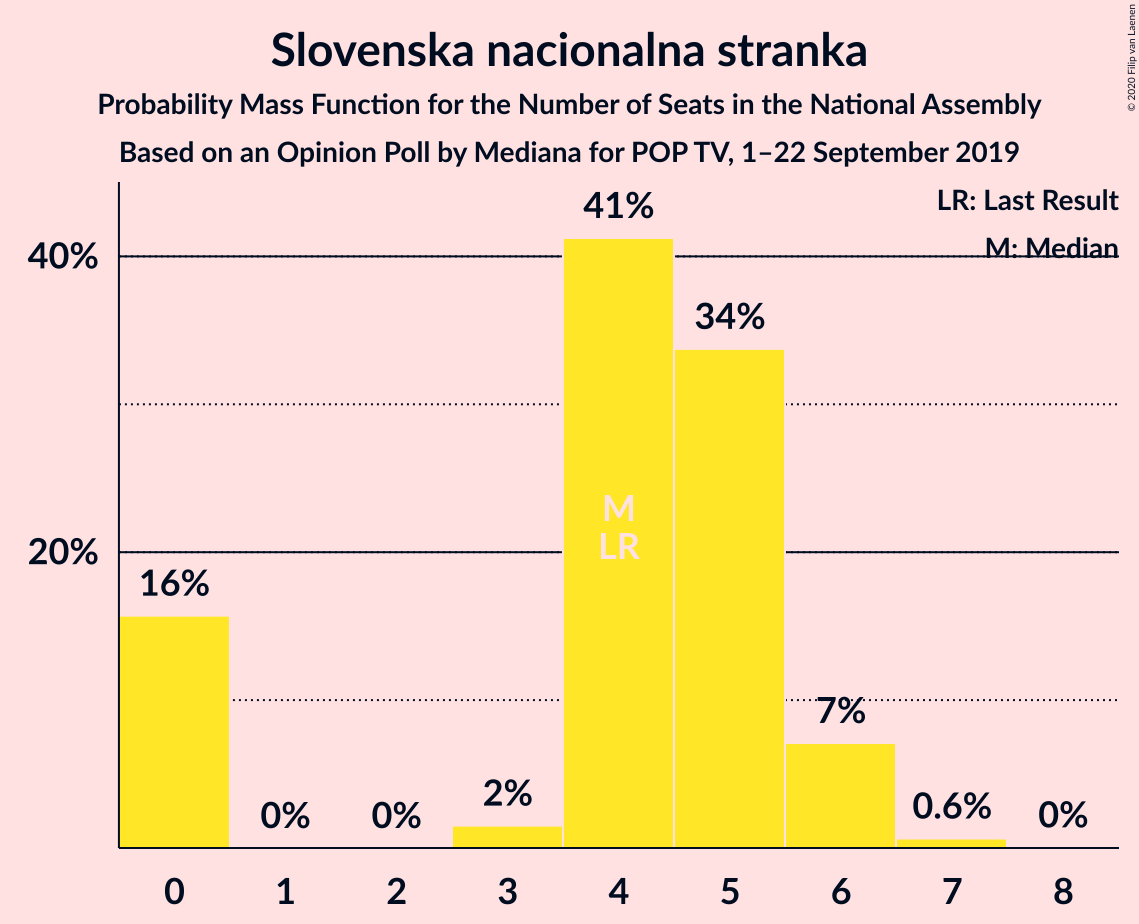 Slovenska nacionalna stranka
Probability Mass Function for the Number of Seats in the National Assembly
Based on an Opinion Poll by Mediana for POP TV, 1–22 September 2019
© 2020 Filip van Laenen
LR: Last Result
M: Median
40%
20%
16%
0%
0%
2%
41%
34%
7%
0.6%
0%
M
LR
0 1 2 3 4 5 6 7 8